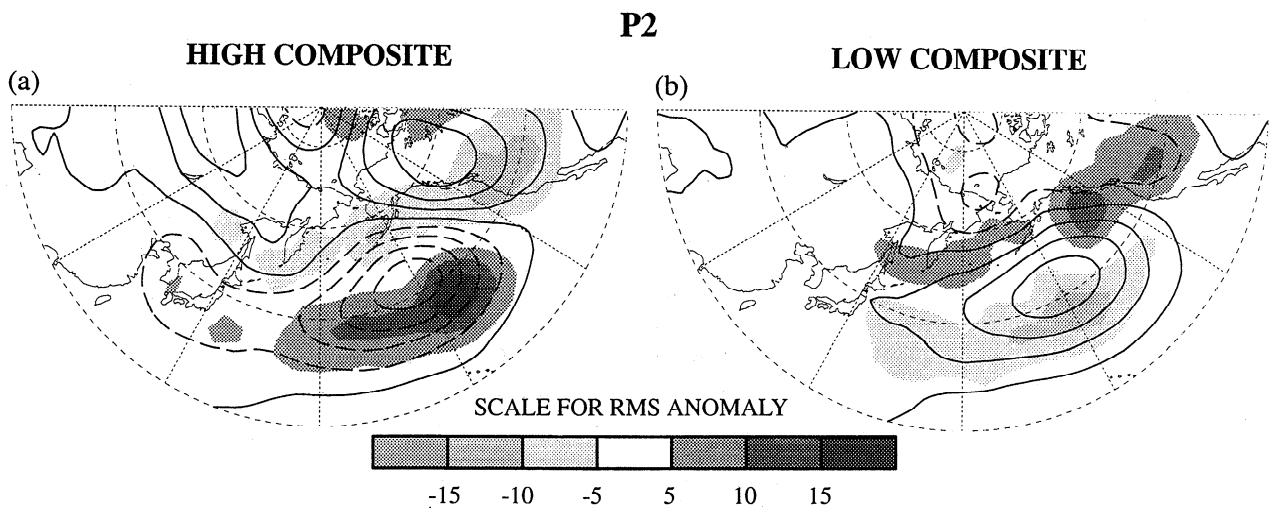 P2
HIGH COMPOSITE
LOW COMPOSITE
(a)
(b)
SCALE FOR RMS ANOMALY
-15 -10 -5 5 10 15